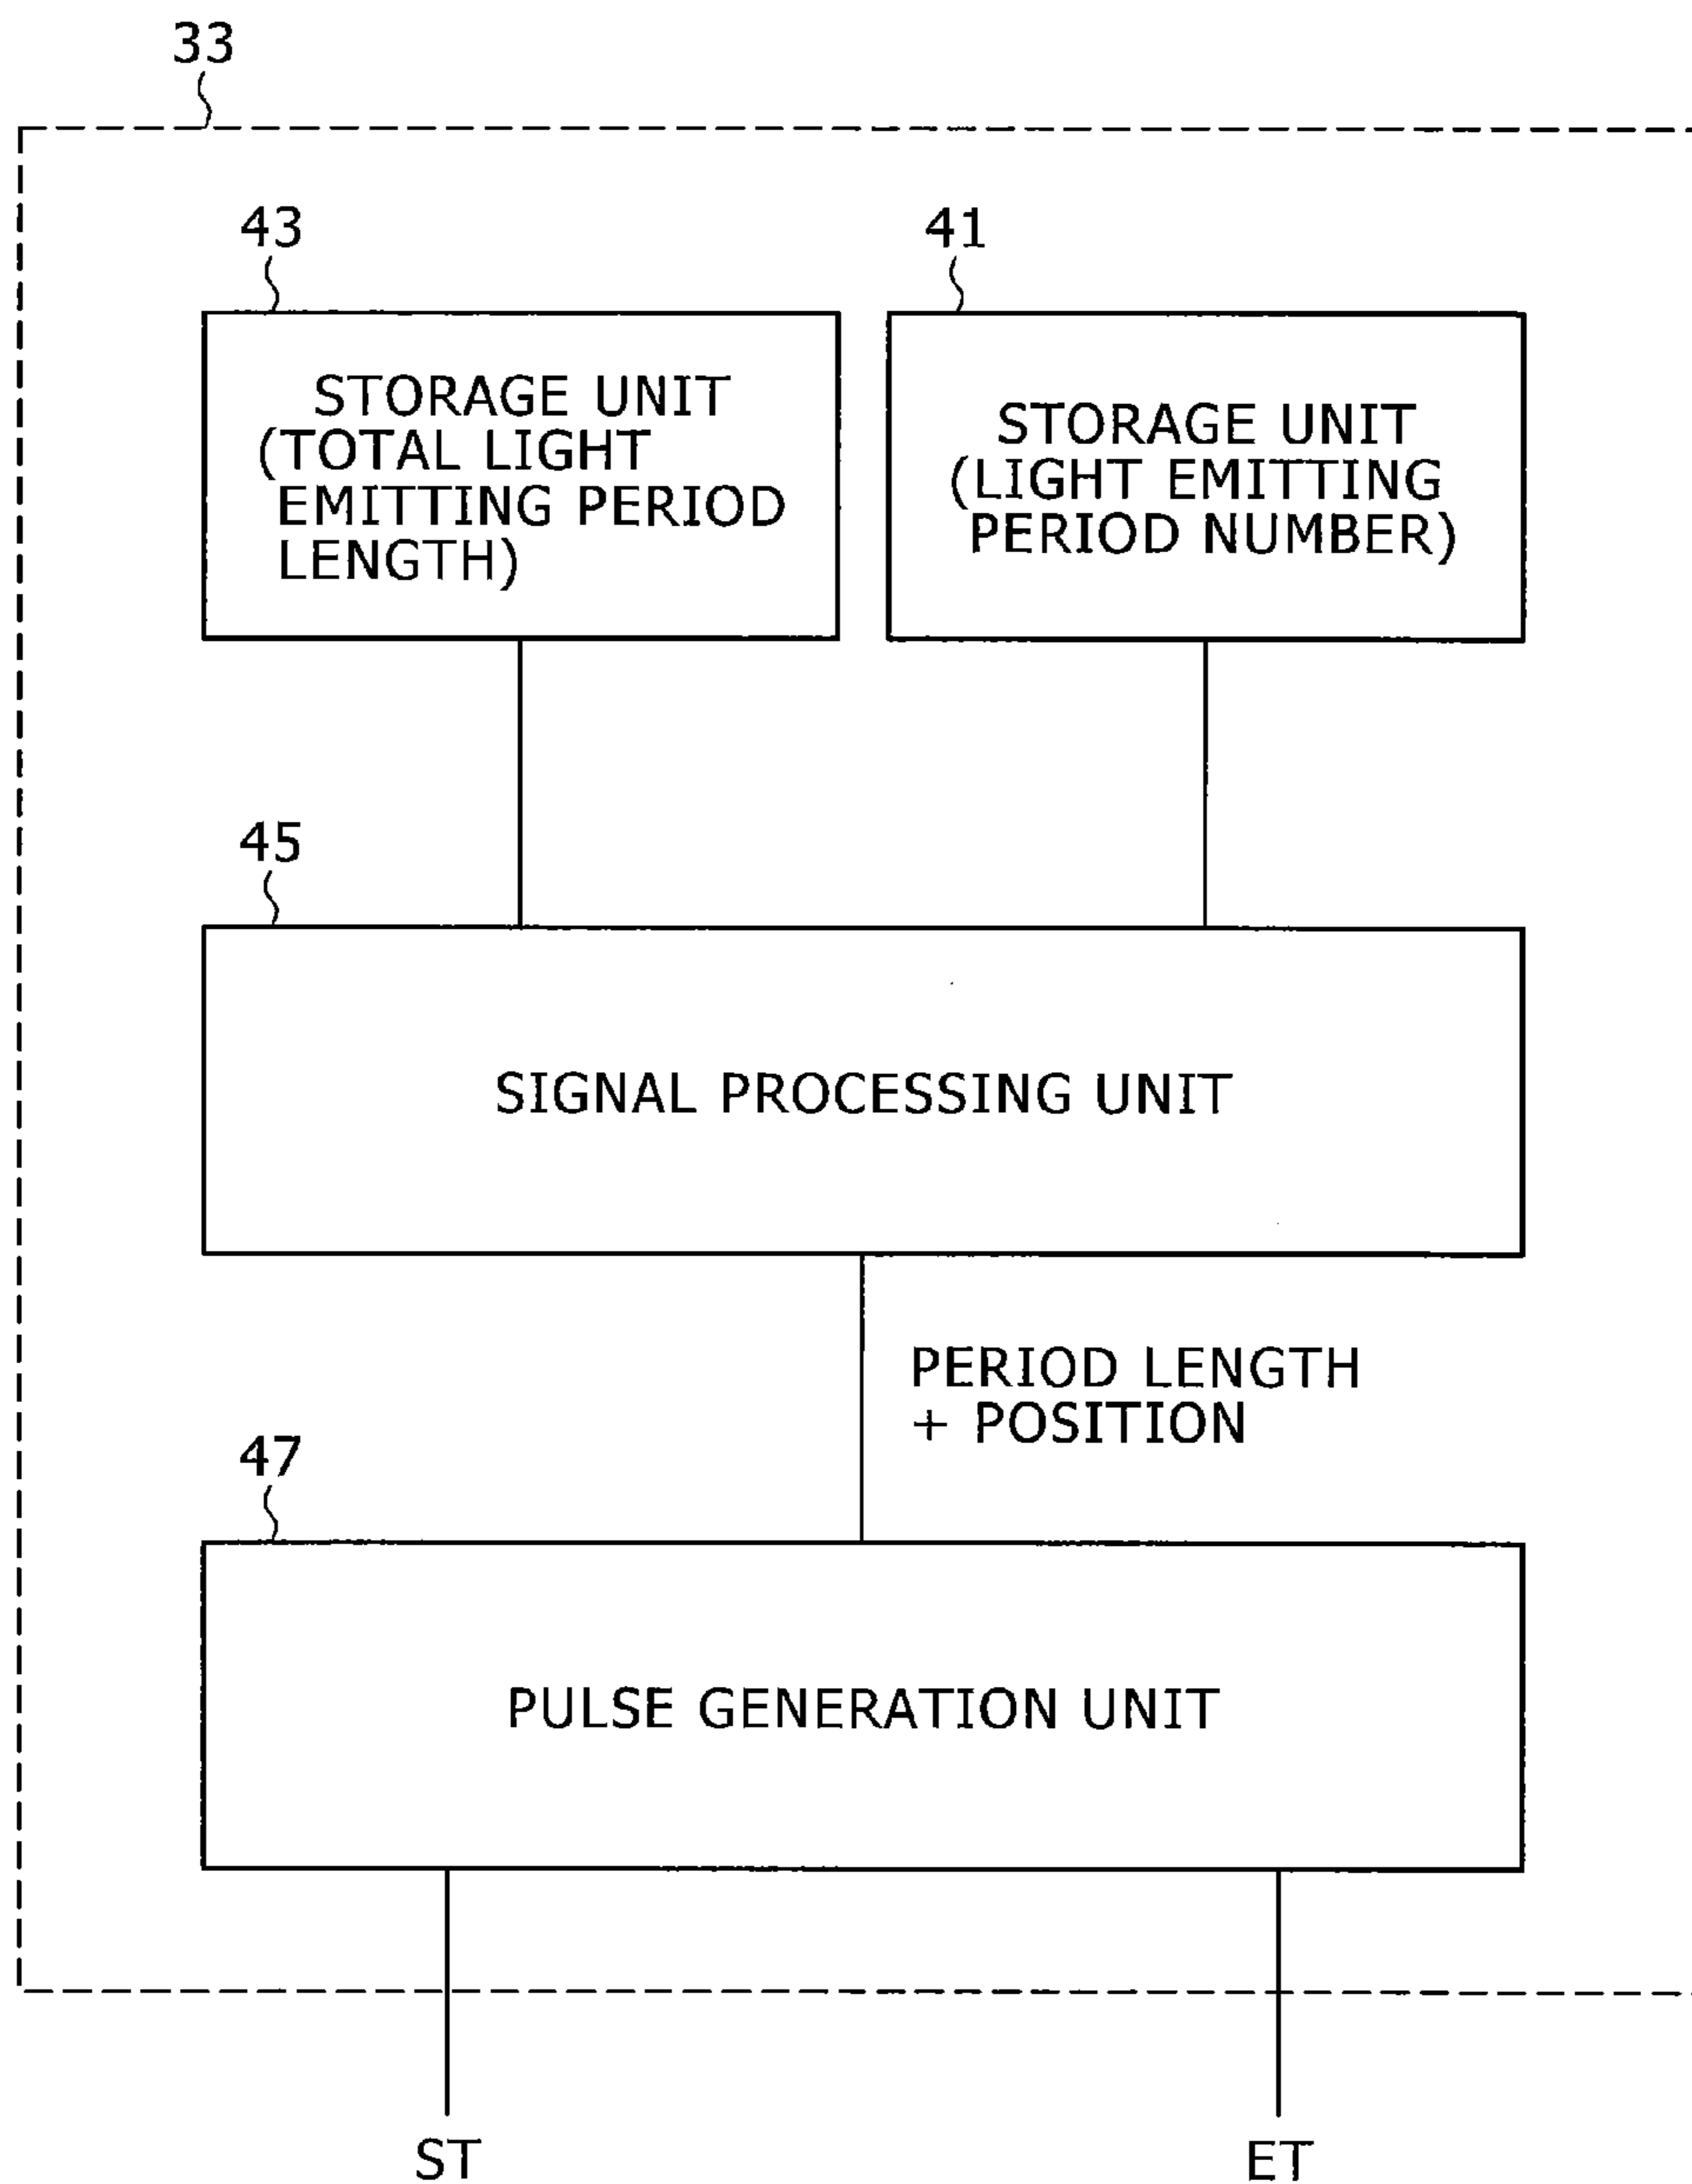 33
43
41
STORAGE UNIT
(TOTAL LIGHT
EMITTING PERIOD
LENGTH)
STORAGE UNIT
(LIGHT EMITTING
PERIOD NUMBER)
45
SIGNAL PROCESSING UNIT
PERIOD LENGTH
+ POSITION
47
PULSE GENERATION UNIT
ST
ET